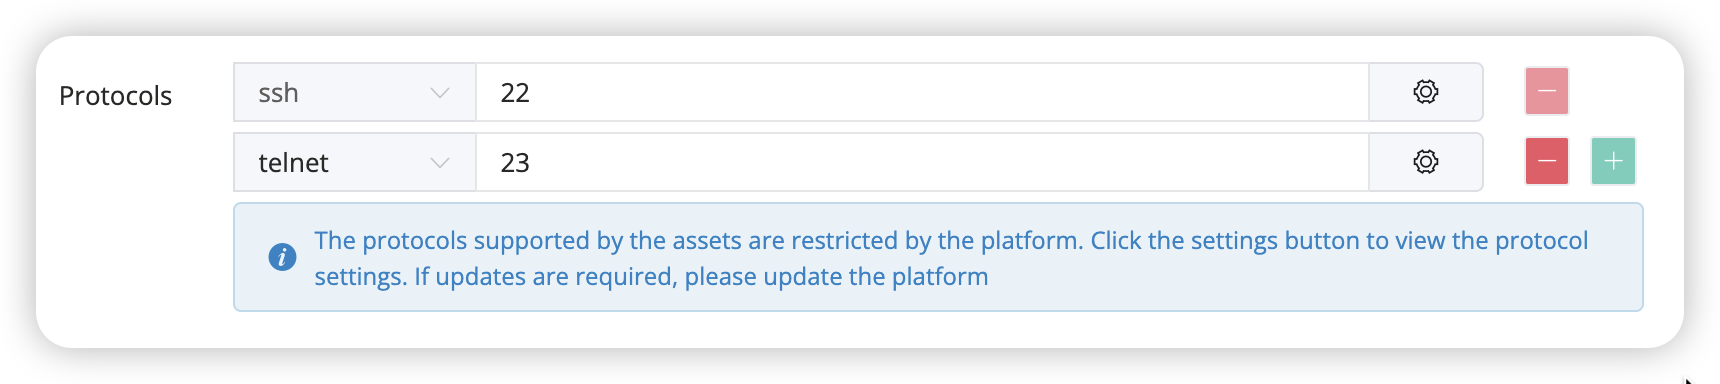 Protocols
ssh
22
telnet
23
The protocols supported by the assets are restricted by the platform. Click the settings button to view the protocol
settings. If updates are required, please update the platform